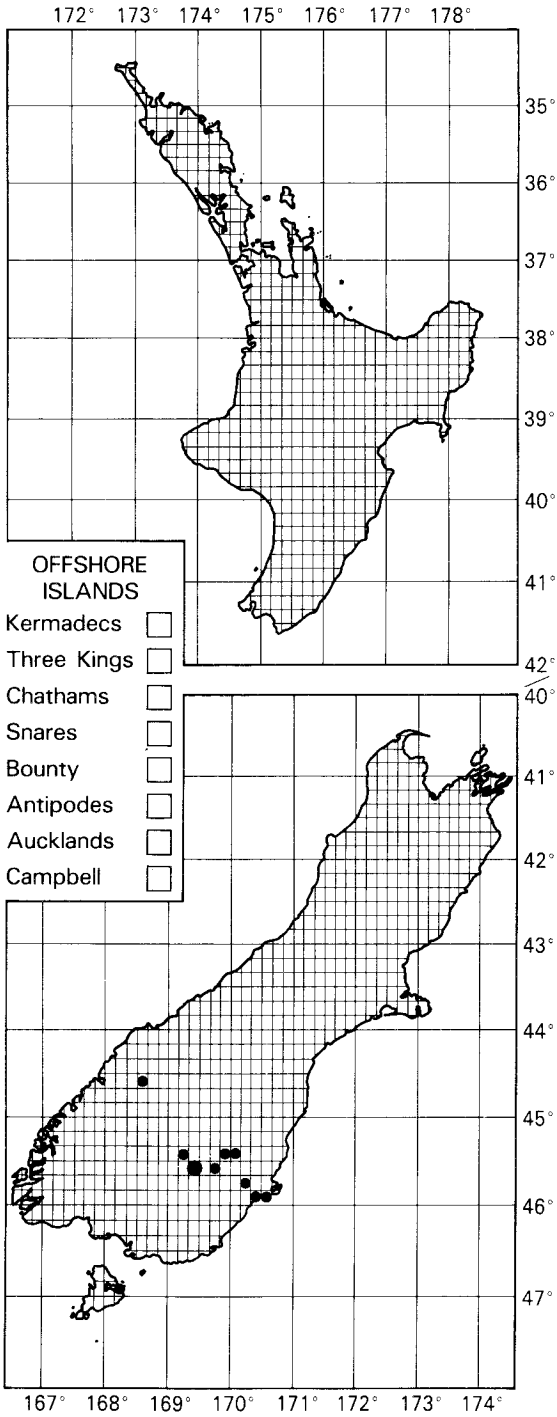 172° 173° 174° 175° 176° 177° 178°
35°
36°
37°
38°
39°
40°
41°
42°
OFFSHORE
ISLANDS
Kermadecs
Three Kings
Chathams
Snares
Bounty
Antipodes
Aucklands
Campbell
40°
41°
42°
43°
44°
45°
46°
47°
167° 168° 169° 170° 171° 172° 173° 174°